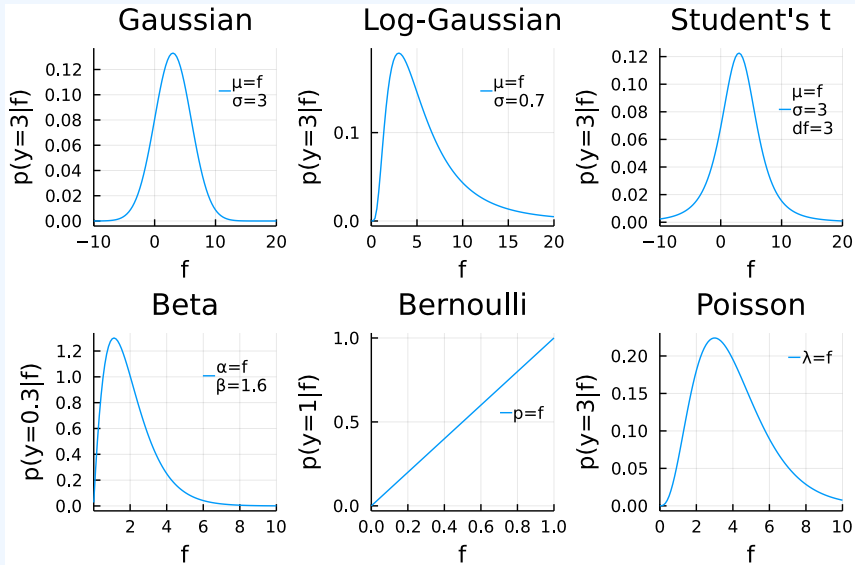 Gaussian
p(y=3|f)
0.12
0.10
0.08
0.06
0.04
0.02
0.00
μ=f
σ=3
−10 0 10 20
f
Log-Gaussian
p(y=3|f)
0.1
0.0
μ=f
σ=0.7
0 5 10 15 20
f
Student's t
p(y=3|f)
0.12
0.10
0.08
0.06
0.04
0.02
0.00
μ=f
σ=3
df=3
−10 0 10 20
f
Beta
p(y=0.3|f)
1.2
1.0
0.8
0.6
0.4
0.2
0.0
α=f
β=1.6
2 4 6 8 10
f
Bernoulli
p(y=1|f)
1.0
0.5
0.0
p=f
0.0 0.2 0.4 0.6 0.8 1.0
f
Poisson
p(y=3|f)
0.20
0.15
0.10
0.05
0.00
λ=f
0 2 4 6 8 10
f